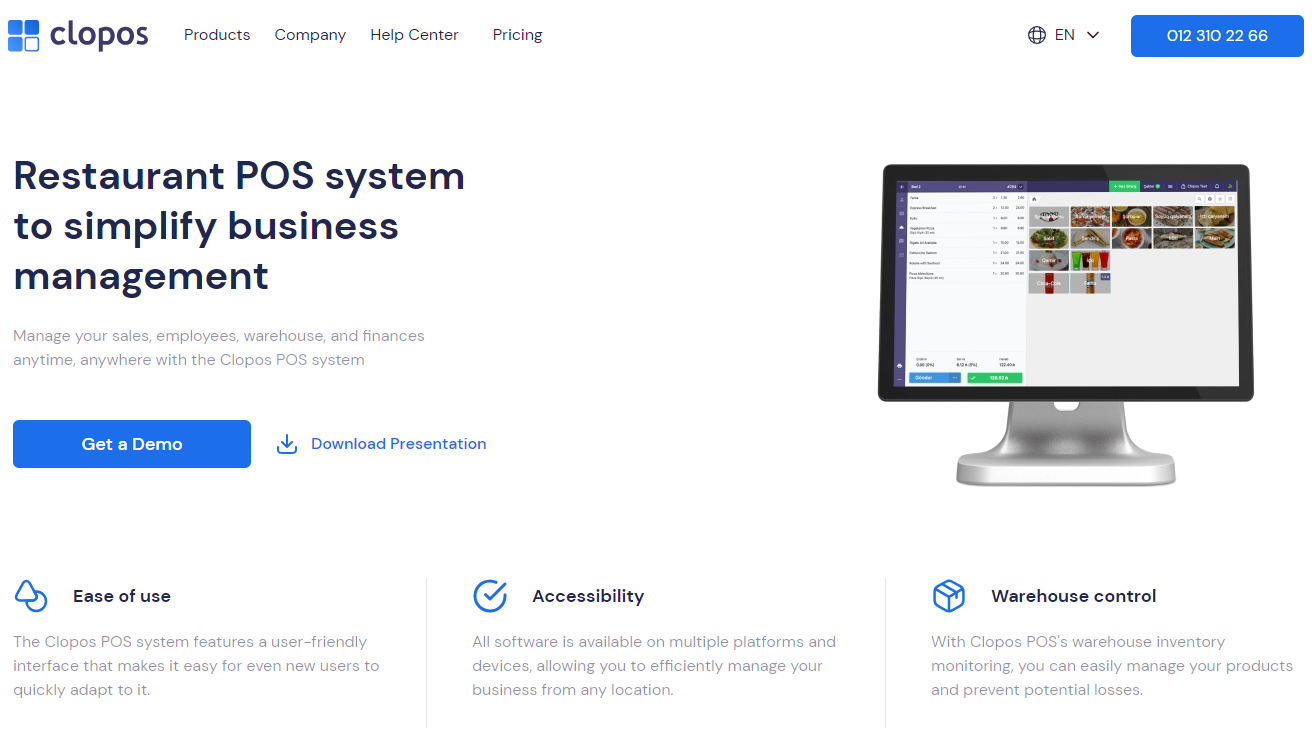 clopos
Products Company Help Center Pricing
EN
012 310 22 66
Restaurant POS system
to simplify business
management
Manage your sales, employees, warehouse, and finances
anytime, anywhere with the Clopos POS system
Get a Demo
Download Presentation
Ease of use
The Clopos POS system features a user-friendly
interface that makes it easy for even new users to
quickly adapt to it.
Accessibility
All software is available on multiple platforms and
devices, allowing you to efficiently manage your
business from any location.
Warehouse control
With Clopos POS's warehouse inventory
monitoring, you can easily manage your products
and prevent potential losses.